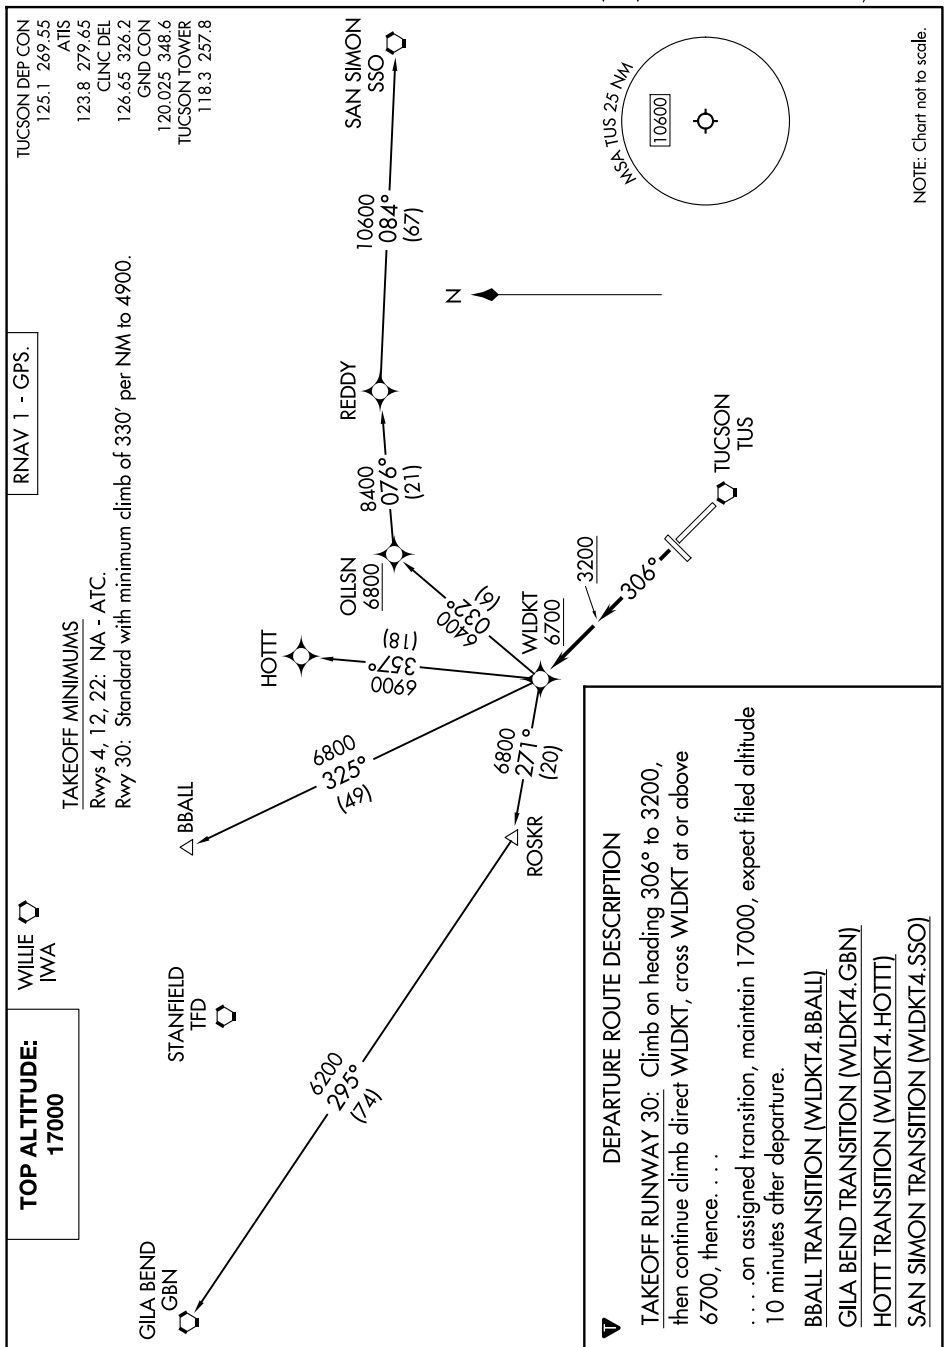 TOP ALTITUDE:
17000
RNAV 1 - GPS.
TUCSON DEP CON
125.1 269.55
ATIS
123.8 279.65
CLNC DEL
126.65 326.2
GND CON
120.025 348.6
TUCSON TOWER
118.3 257.8
TAKEOFF MINIMUMS
Rwys 4, 12, 22: NA - ATC.
Rwy 30: Standard with minimum climb of 330' per NM to 4900.
WILLIE
IWA
STANFIELD
TFD
GILA BEND
GBN
BBALL
HOTTT
OLLSN
6800
REDDY
SAN SIMON
SSO
6200
295°
(74)
6800
325°
(49)
6900
357°
(18)
6400
032°
(6)
8400
076°
(21)
10600
084°
(67)
N
ROSKR
6800
271°
(20)
WLDKT
6700
3200
306°
TUCSON
TUS
MSA TUS 25 NM
10600
NOTE: Chart not to scale.
T
DEPARTURE ROUTE DESCRIPTION
TAKEOFF RUNWAY 30: Climb on heading 306° to 3200,
then continue climb direct WLDKT, cross WLDKT at or above
6700, thence. . . .
. . . .on assigned transition, maintain 17000, expect filed altitude
10 minutes after departure.
BBALL TRANSITION (WLDKT4.BBALL)
GILA BEND TRANSITION (WLDKT4.GBN)
HOTTT TRANSITION (WLDKT4.HOTTT)
SAN SIMON TRANSITION (WLDKT4.SSO)